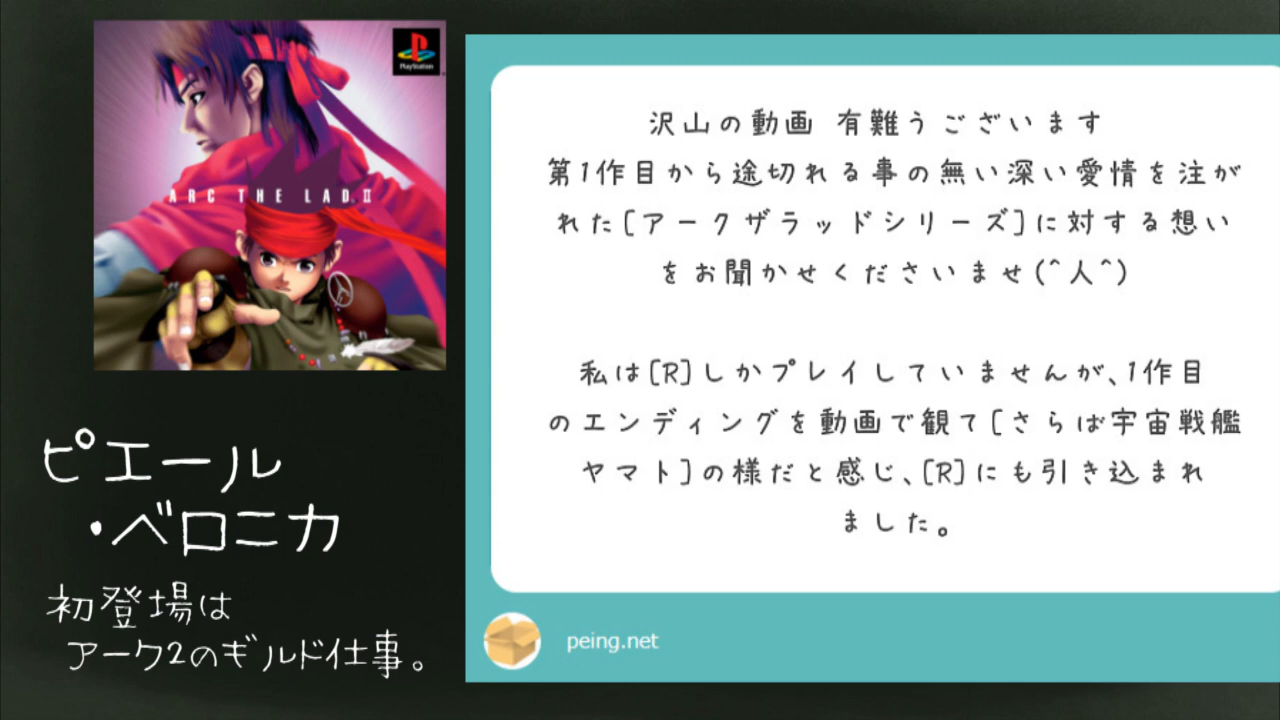 PlayStation
ARC THE LAD II
ピエール
・ベロニカ
初登場は
アーク2のギルド仕事。
沢山の動画 有難うございます
第1作目から途切れる事の無い深い愛情を注が
れた[アークザラッドシリーズ]に対する想い
をお聞かせくださいませ(^人^)
私は[R]しかプレイしていませんが、1作目
のエンディングを動画で観て[さらば宇宙戦艦
ヤマト]の様だと感じ、[R]にも引き込まれ
ました。
peing.net